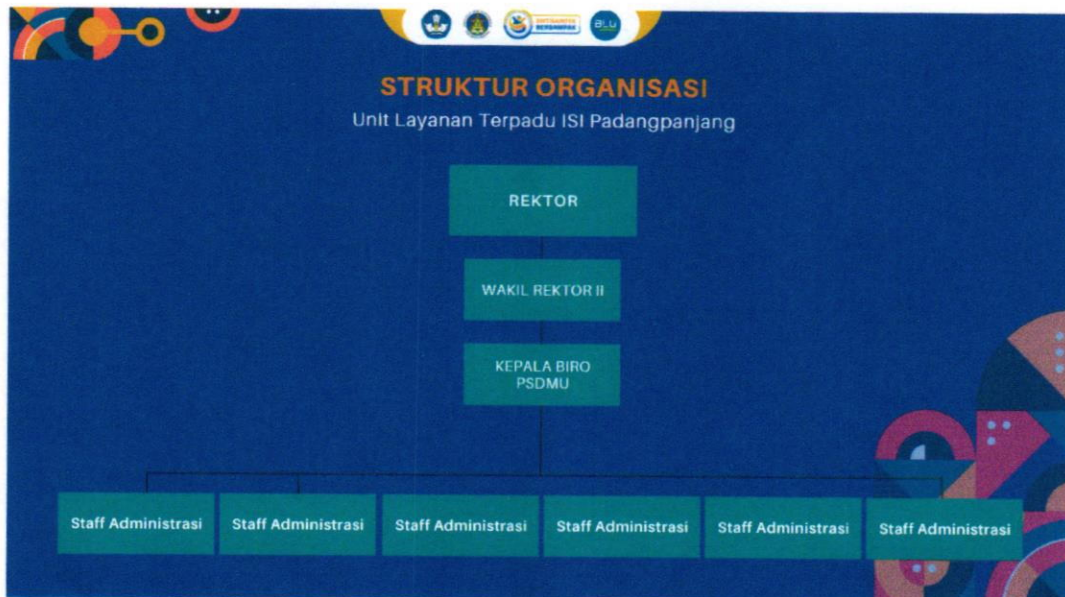 BLU
STRUKTUR ORGANISASI
Unit Layanan Terpadu ISI Padangpanjang
REKTOR
WAKIL REKTOR II
KEPALA BIRO
PSDMU
Staff Administrasi
Staff Administrasi
Staff Administrasi
Staff Administrasi
Staff Administrasi
Staff Administrasi